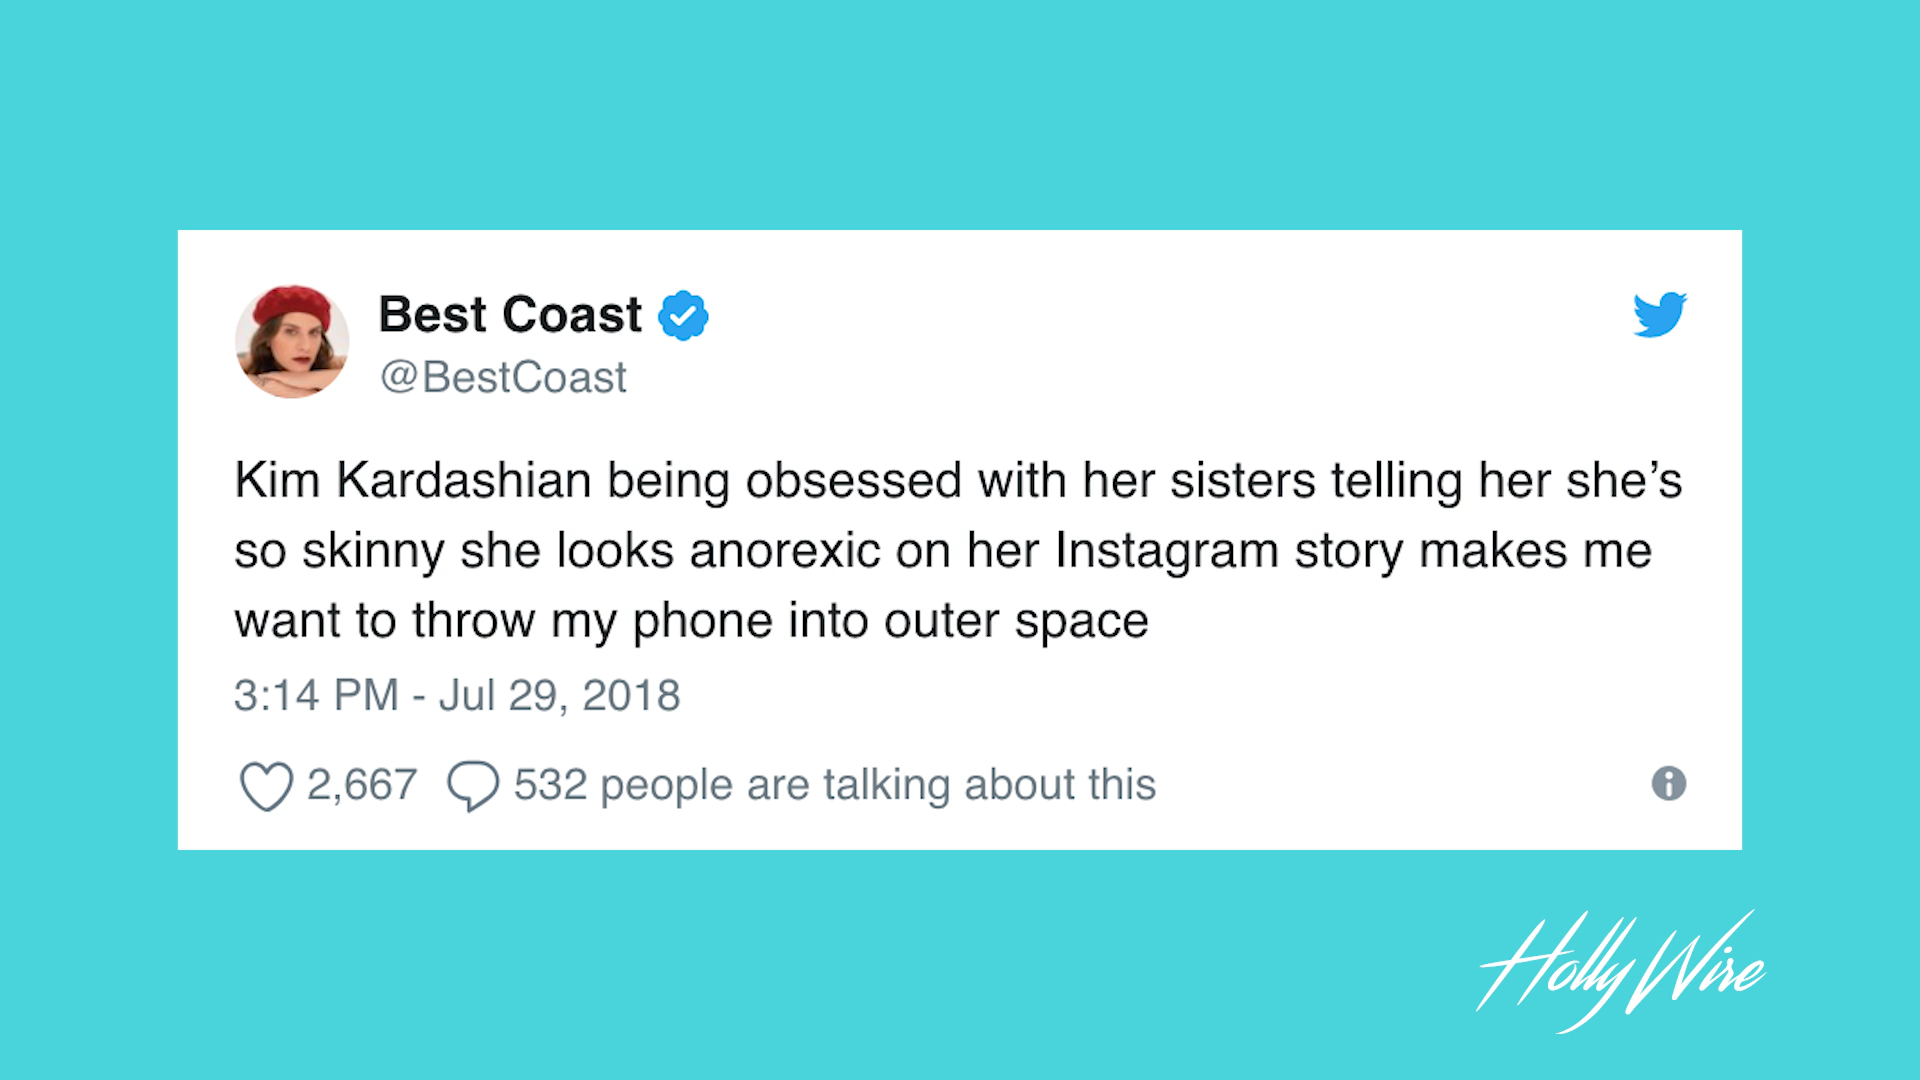 Best Coast
@BestCoast
Kim Kardashian being obsessed with her sisters telling her she’s
so skinny she looks anorexic on her Instagram story makes me
want to throw my phone into outer space
3:14 PM - Jul 29, 2018
2,667 532 people are talking about this
Holly Wire